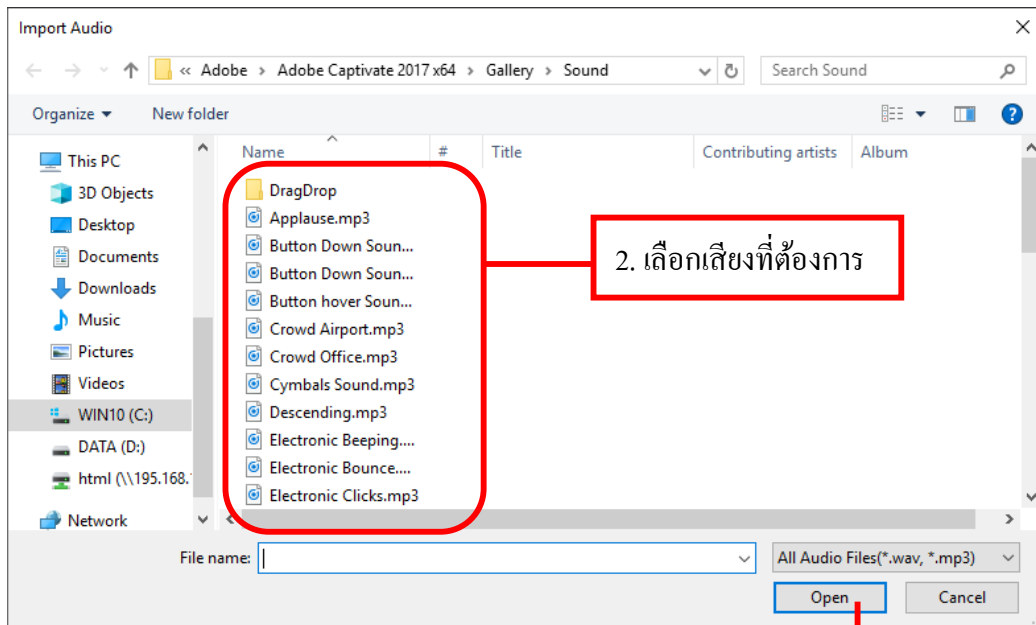 Import Audio
« Adobe > Adobe Captivate 2017 x64 > Gallery > Sound
Search Sound
Organize
New folder
Name # Title Contributing artists Album
This PC
3D Objects
Desktop
Documents
Downloads
Music
Pictures
Videos
WIN10 (C:)
DATA (D:)
html (\\195.168.
Network
DragDrop
Applause.mp3
Button Down Soun...
Button Down Soun...
Button hover Soun...
Crowd Airport.mp3
Crowd Office.mp3
Cymbals Sound.mp3
Descending.mp3
Electronic Beeping....
Electronic Bounce....
Electronic Clicks.mp3
2. เลือกเสียงที่ต้องการ
File name:
All Audio Files(*.wav, *.mp3)
Open
Cancel